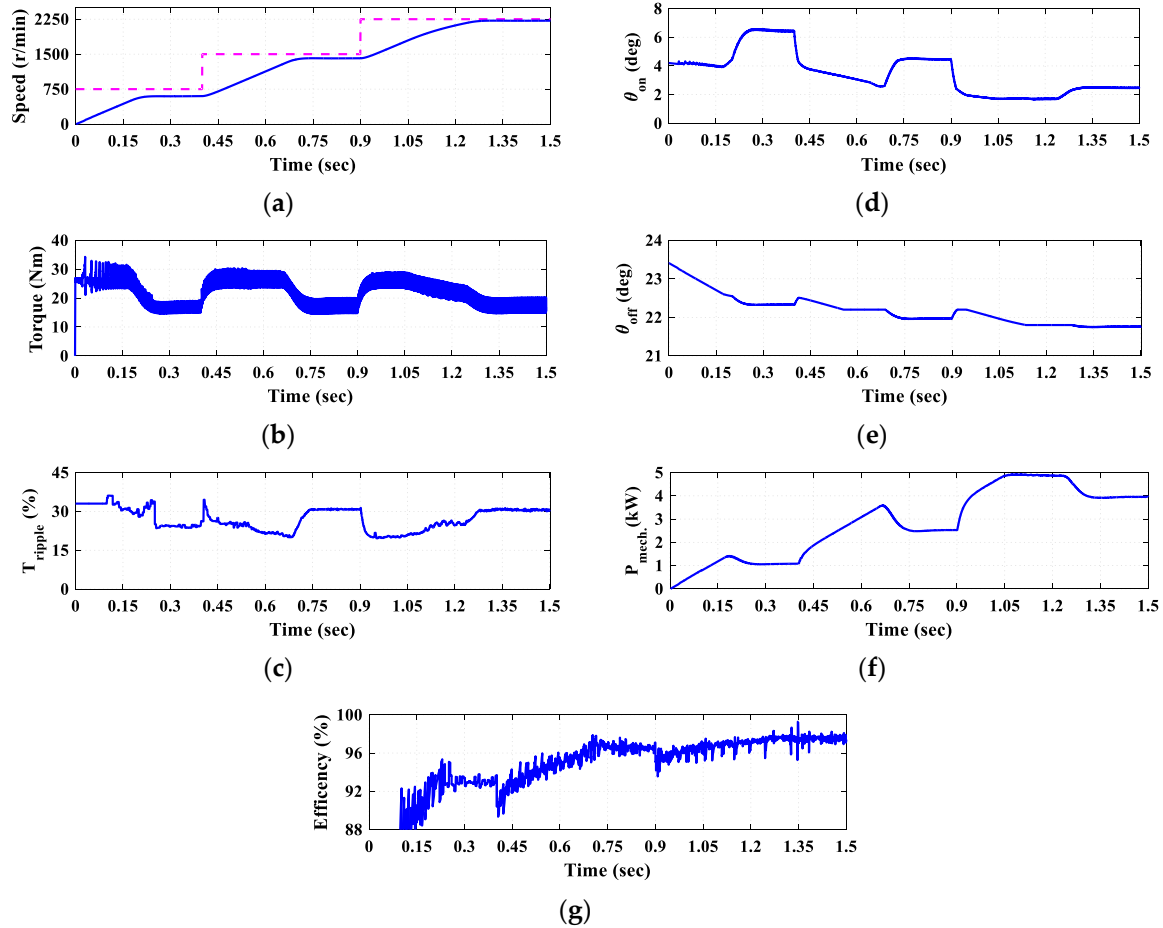 Speed (r/min)
2250
1500
750
0
0 0.15 0.3 0.45 0.6 0.75 0.9 1.05 1.2 1.35 1.5
Time (sec)
(a)
θon (deg)
8
6
4
2
0
0 0.15 0.3 0.45 0.6 0.75 0.9 1.05 1.2 1.35 1.5
Time (sec)
(d)
Torque (Nm)
40
30
20
10
0
0 0.15 0.3 0.45 0.6 0.75 0.9 1.05 1.2 1.35 1.5
Time (sec)
(b)
θoff (deg)
24
23
22
21
0 0.15 0.3 0.45 0.6 0.75 0.9 1.05 1.2 1.35 1.5
Time (sec)
(e)
Tripple (%)
45
30
15
0
0 0.15 0.3 0.45 0.6 0.75 0.9 1.05 1.2 1.35 1.5
Time (sec)
(c)
Pmech. (kW)
5
4
3
2
1
0
0 0.15 0.3 0.45 0.6 0.75 0.9 1.05 1.2 1.35 1.5
Time (sec)
(f)
Efficency (%)
100
96
92
88
0 0.15 0.3 0.45 0.6 0.75 0.9 1.05 1.2 1.35 1.5
Time (sec)
(g)